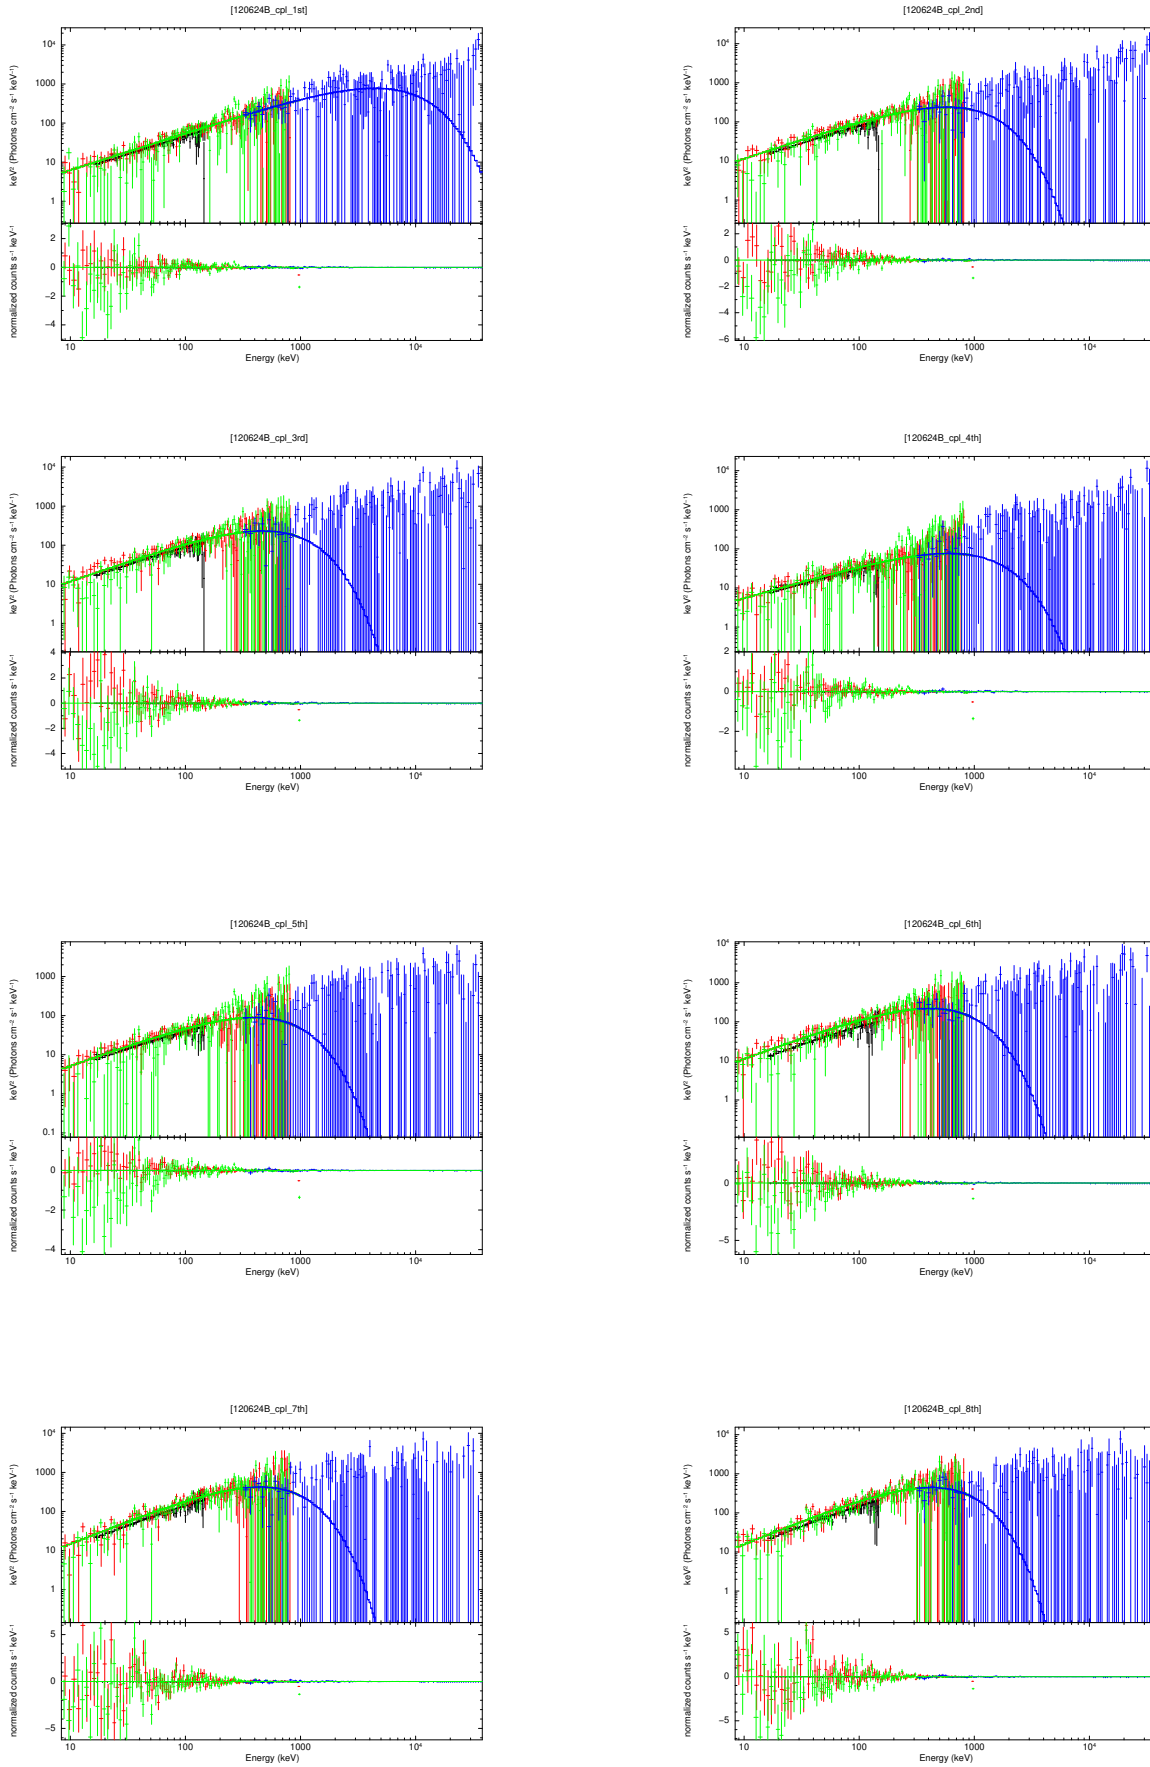 [120624B_cpl_1st]
10⁴
1000
100
10
1
keV² (Photons cm⁻² s⁻¹ keV⁻¹)
2
0
−2
−4
normalized counts s⁻¹ keV⁻¹
10 100 1000 10⁴
Energy (keV)
[120624B_cpl_2nd]
10⁴
1000
100
10
1
keV² (Photons cm⁻² s⁻¹ keV⁻¹)
2
0
−2
−4
−6
normalized counts s⁻¹ keV⁻¹
10 100 1000 10⁴
Energy (keV)
[120624B_cpl_3rd]
10⁴
1000
100
10
1
keV² (Photons cm⁻² s⁻¹ keV⁻¹)
4
2
0
−2
−4
normalized counts s⁻¹ keV⁻¹
10 100 1000 10⁴
Energy (keV)
[120624B_cpl_4th]
10⁴
1000
100
10
1
keV² (Photons cm⁻² s⁻¹ keV⁻¹)
2
0
−2
normalized counts s⁻¹ keV⁻¹
10 100 1000 10⁴
Energy (keV)
[120624B_cpl_5th]
1000
100
10
1
0.1
keV² (Photons cm⁻² s⁻¹ keV⁻¹)
0
−2
−4
normalized counts s⁻¹ keV⁻¹
10 100 1000 10⁴
Energy (keV)
[120624B_cpl_6th]
10⁴
1000
100
10
1
keV² (Photons cm⁻² s⁻¹ keV⁻¹)
0
−5
normalized counts s⁻¹ keV⁻¹
10 100 1000 10⁴
Energy (keV)
[120624B_cpl_7th]
10⁴
1000
100
10
1
keV² (Photons cm⁻² s⁻¹ keV⁻¹)
5
0
−5
normalized counts s⁻¹ keV⁻¹
10 100 1000 10⁴
Energy (keV)
[120624B_cpl_8th]
10⁴
1000
100
10
1
keV² (Photons cm⁻² s⁻¹ keV⁻¹)
5
0
−5
normalized counts s⁻¹ keV⁻¹
10 100 1000 10⁴
Energy (keV)